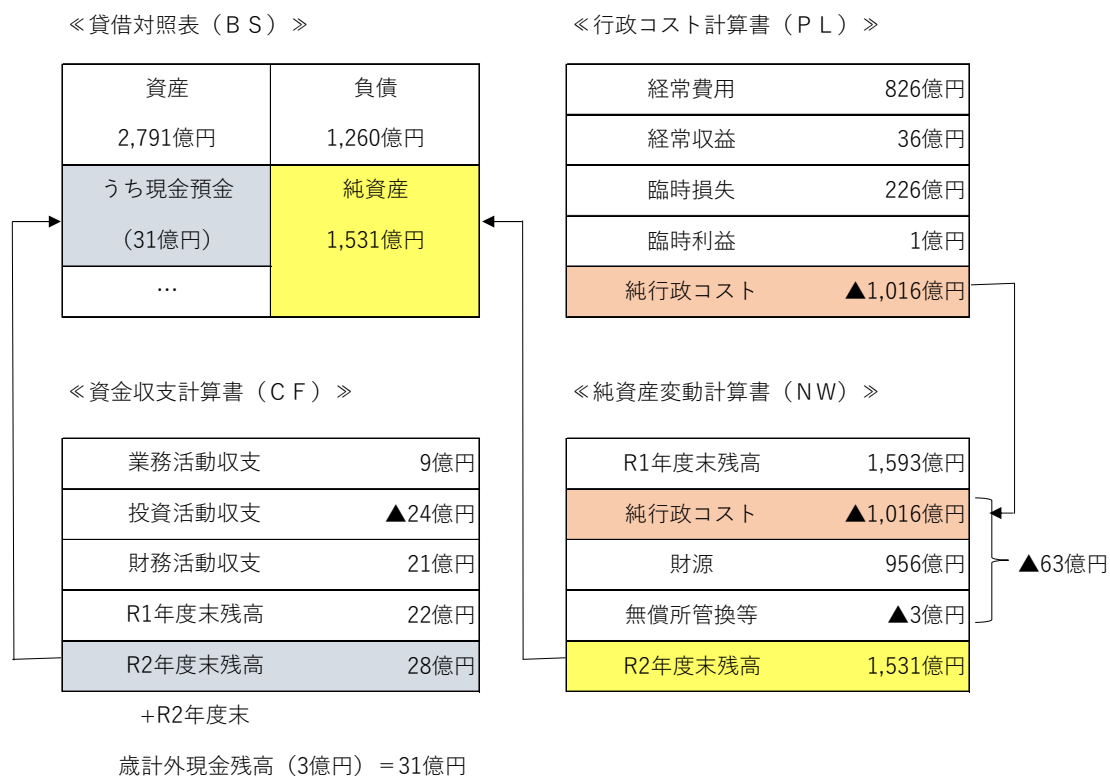 ≪貸借対照表（ＢＳ）≫
資産 負債
2,791億円 1,260億円
うち現金預金 純資産
（31億円） 1,531億円
…
≪行政コスト計算書（ＰＬ）≫
経常費用 826億円
経常収益 36億円
臨時損失 226億円
臨時利益 1億円
純行政コスト ▲1,016億円
≪資金収支計算書（ＣＦ）≫
業務活動収支 9億円
投資活動収支 ▲24億円
財務活動収支 21億円
R1年度末残高 22億円
R2年度末残高 28億円
+R2年度末
歳計外現金残高（3億円）＝31億円
≪純資産変動計算書（ＮＷ）≫
R1年度末残高 1,593億円
純行政コスト ▲1,016億円
財源 956億円
無償所管換等 ▲3億円
R2年度末残高 1,531億円
▲63億円